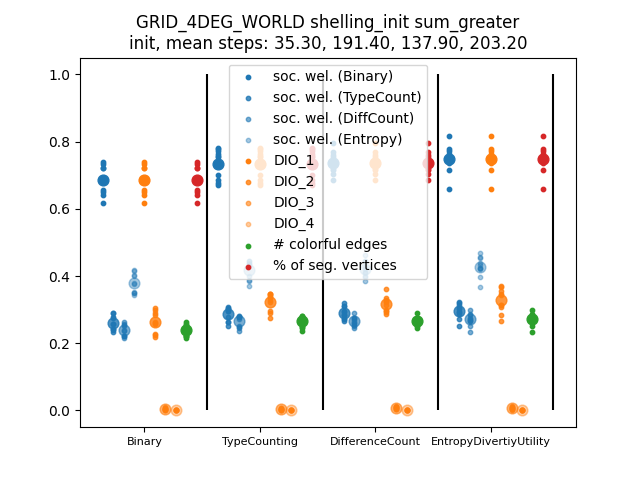 GRID_4DEG_WORLD shelling_init sum_greater
init, mean steps: 35.30, 191.40, 137.90, 203.20
1.0
0.8
0.6
0.4
0.2
0.0
soc. wel. (Binary)
soc. wel. (TypeCount)
soc. wel. (DiffCount)
soc. wel. (Entropy)
DIO_1
DIO_2
DIO_3
DIO_4
# colorful edges
% of seg. vertices
Binary
TypeCounting
DifferenceCount
EntropyDivertiyUtility